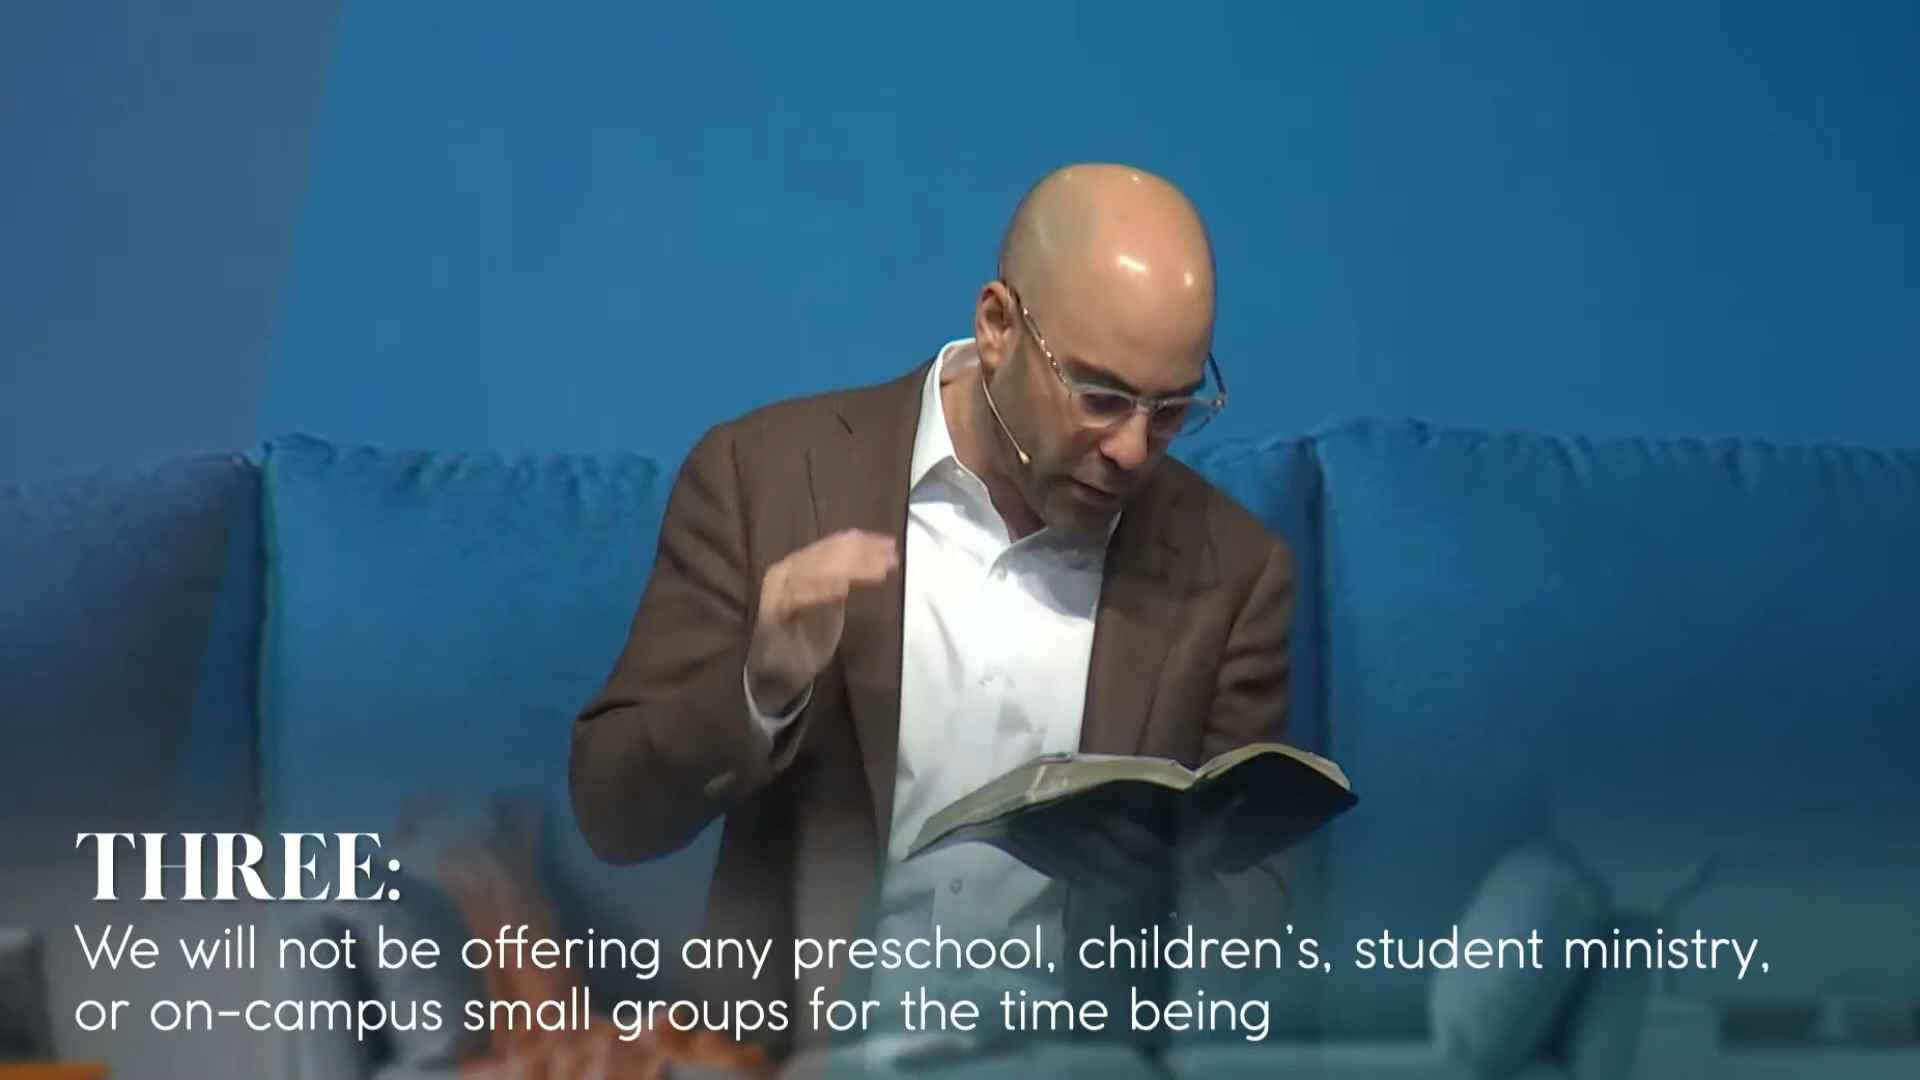 THREE:
We will not be offering any preschool, children's, student ministry,
or on-campus small groups for the time being